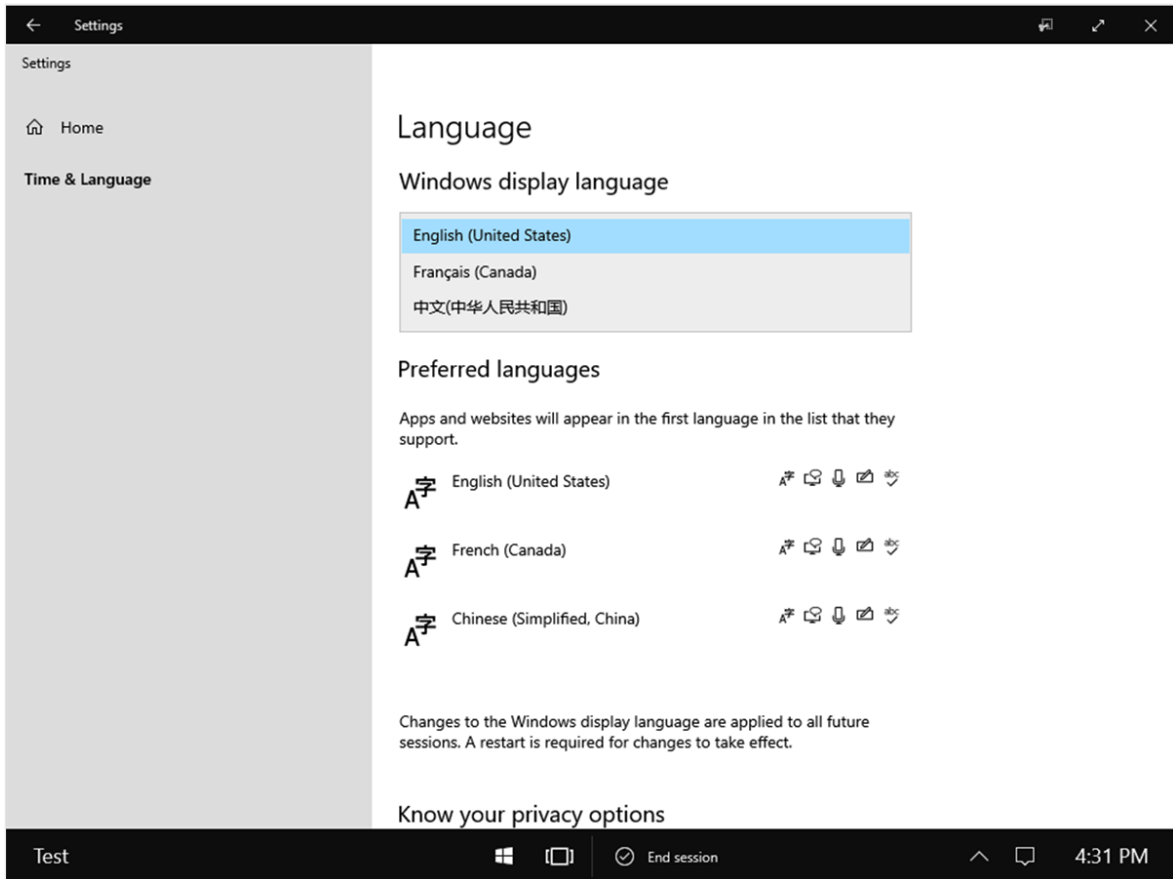 Settings
Settings
Home
Time & Language
Language
Windows display language
English (United States)
Français (Canada)
中文(中华人民共和国)
Preferred languages
Apps and websites will appear in the first language in the list that they
support.
English (United States)
French (Canada)
Chinese (Simplified, China)
Changes to the Windows display language are applied to all future
sessions. A restart is required for changes to take effect.
Know your privacy options
Test
End session
4:31 PM